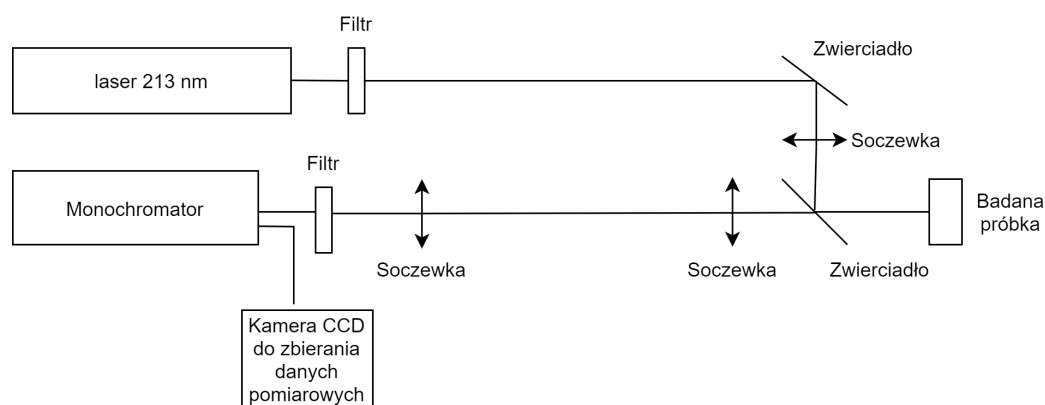 Filtr
Zwierciadło
laser 213 nm
Soczewka
Filtr
Monochromator
Badana
próbka
Soczewka
Soczewka
Zwierciadło
Kamera CCD
do zbierania
danych
pomiarowych